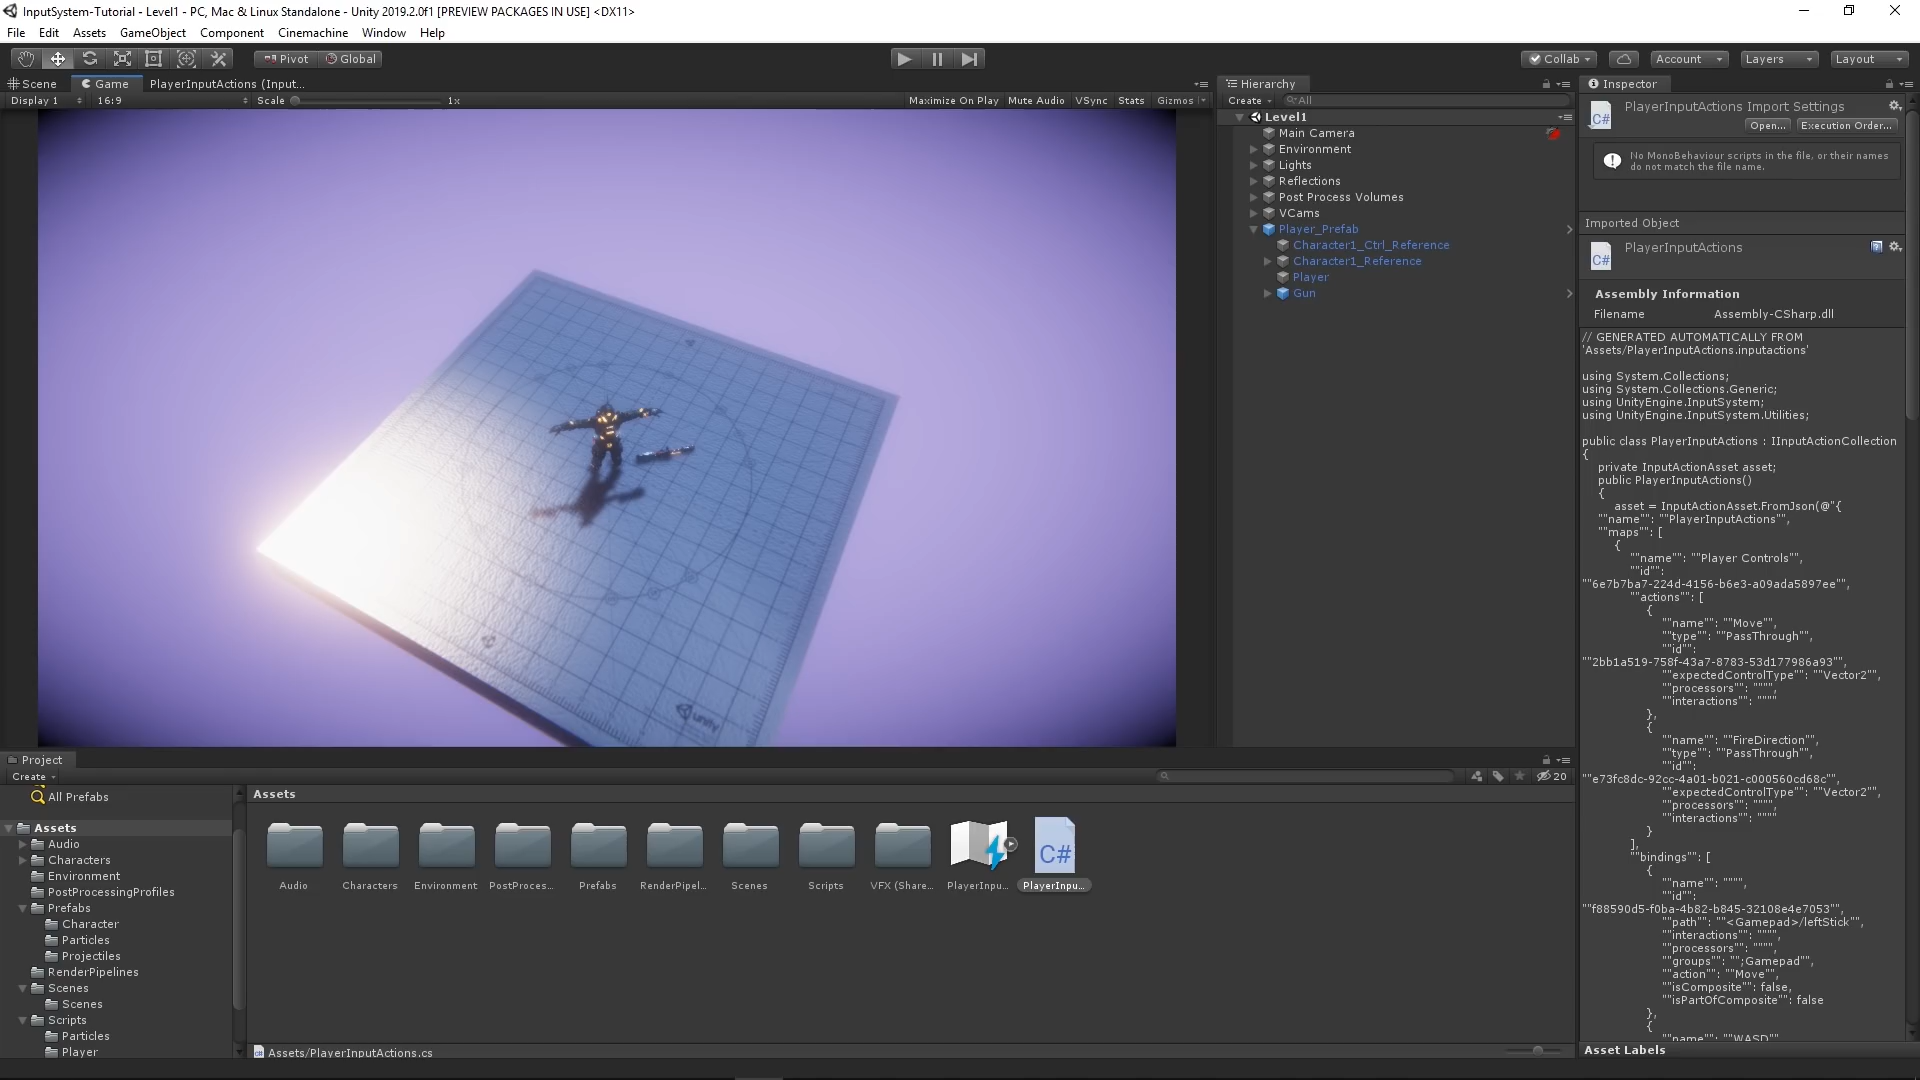 InputSystem-Tutorial - Level1 - PC, Mac & Linux Standalone - Unity 2019.2.0f1 [PREVIEW PACKAGES IN USE] <DX11>
File Edit Assets GameObject Component Cinemachine Window Help
Pivot Global Collab Account Layers Layout
Scene Game PlayerInputActions (Input...
Display 1 16:9 Scale 1x Maximize On Play Mute Audio VSync Stats Gizmos
unity
Hierarchy
Create All
Level1
Main Camera
Environment
Lights
Reflections
Post Process Volumes
VCams
Player_Prefab
Character1_Ctrl_Reference
Character1_Reference
Player
Gun
Inspector
PlayerInputActions Import Settings
C#
Open... Execution Order...
No MonoBehaviour scripts in the file, or their names
do not match the file name.
Imported Object
PlayerInputActions
C#
Assembly Information
Filename Assembly-CSharp.dll
// GENERATED AUTOMATICALLY FROM
'Assets/PlayerInputActions.inputactions'
using System.Collections;
using System.Collections.Generic;
using UnityEngine.InputSystem;
using UnityEngine.InputSystem.Utilities;
public class PlayerInputActions : IInputActionCollection
{
private InputActionAsset asset;
public PlayerInputActions()
{
asset = InputActionAsset.FromJson(@"{
""name"": ""PlayerInputActions"",
""maps"": [
{
""name"": ""Player Controls"",
""id"":
""6e7b7ba7-224d-4156-b6e3-a09ada5897ee"",
""actions"": [
{
""name"": ""Move"",
""type"": ""PassThrough"",
""id"":
""2bb1a519-758f-43a7-8783-53d177986a93"",
""expectedControlType"": ""Vector2"",
""processors"": """",
""interactions"": """"
},
{
""name"": ""FireDirection"",
""type"": ""PassThrough"",
""id"":
""e73fc8dc-92cc-4a01-b021-c000560cd68c"",
""expectedControlType"": ""Vector2"",
""processors"": """",
""interactions"": """"
}
],
""bindings"": [
{
""name"": """",
""id"":
""f88590d5-f0ba-4b82-b845-32108e4e7053"",
""path"": ""<Gamepad>/leftStick"",
""interactions"": """",
""processors"": """",
""groups"": "";Gamepad"",
""action"": ""Move"",
""isComposite"": false,
""isPartOfComposite"": false
},
{
""name"": ""WASD""
Asset Labels
Project
Create 20
All Prefabs
Assets
Audio
Characters
Environment
PostProcessingProfiles
Prefabs
Character
Particles
Projectiles
RenderPipelines
Scenes
Scenes
Scripts
Particles
Player
Assets
C#
Audio Characters Environment PostProces... Prefabs RenderPipel... Scenes Scripts VFX (Share... PlayerInpu... PlayerInpu...
Assets/PlayerInputActions.cs